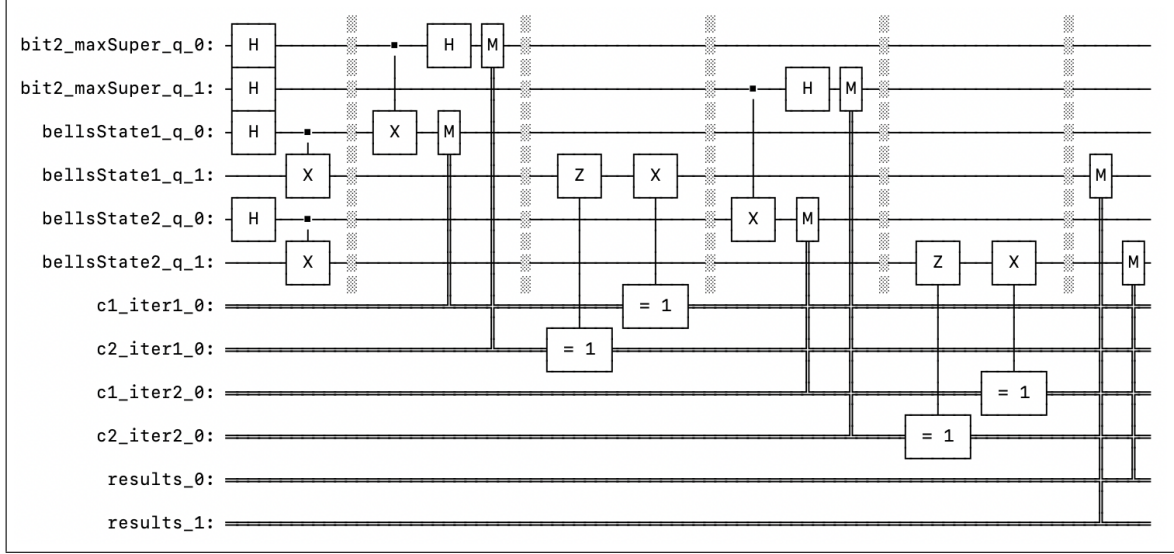 bit2_maxSuper_q_0: H H M
bit2_maxSuper_q_1: H H M
bellsState1_q_0: H X M
bellsState1_q_1: X Z X M
bellsState2_q_0: H X M
bellsState2_q_1: X Z X M
c1_iter1_0: = 1
c2_iter1_0: = 1
c1_iter2_0: = 1
c2_iter2_0: = 1
results_0:
results_1: